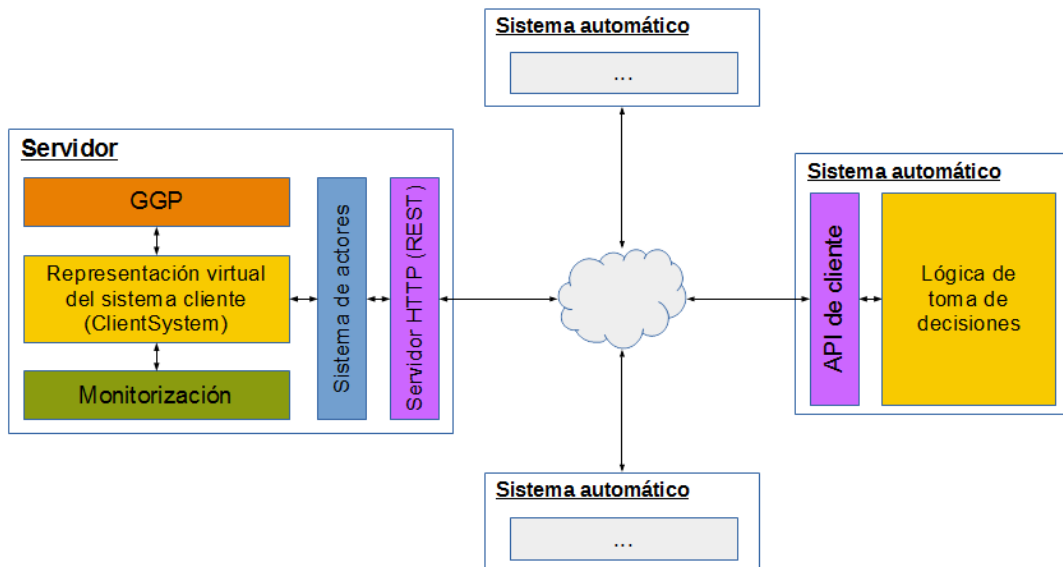 Sistema automático
...
Servidor
GGP
Representación virtual
del sistema cliente
(ClientSystem)
Monitorización
Sistema de actores
Servidor HTTP (REST)
Sistema automático
API de cliente
Lógica de
toma de
decisiones
Sistema automático
...